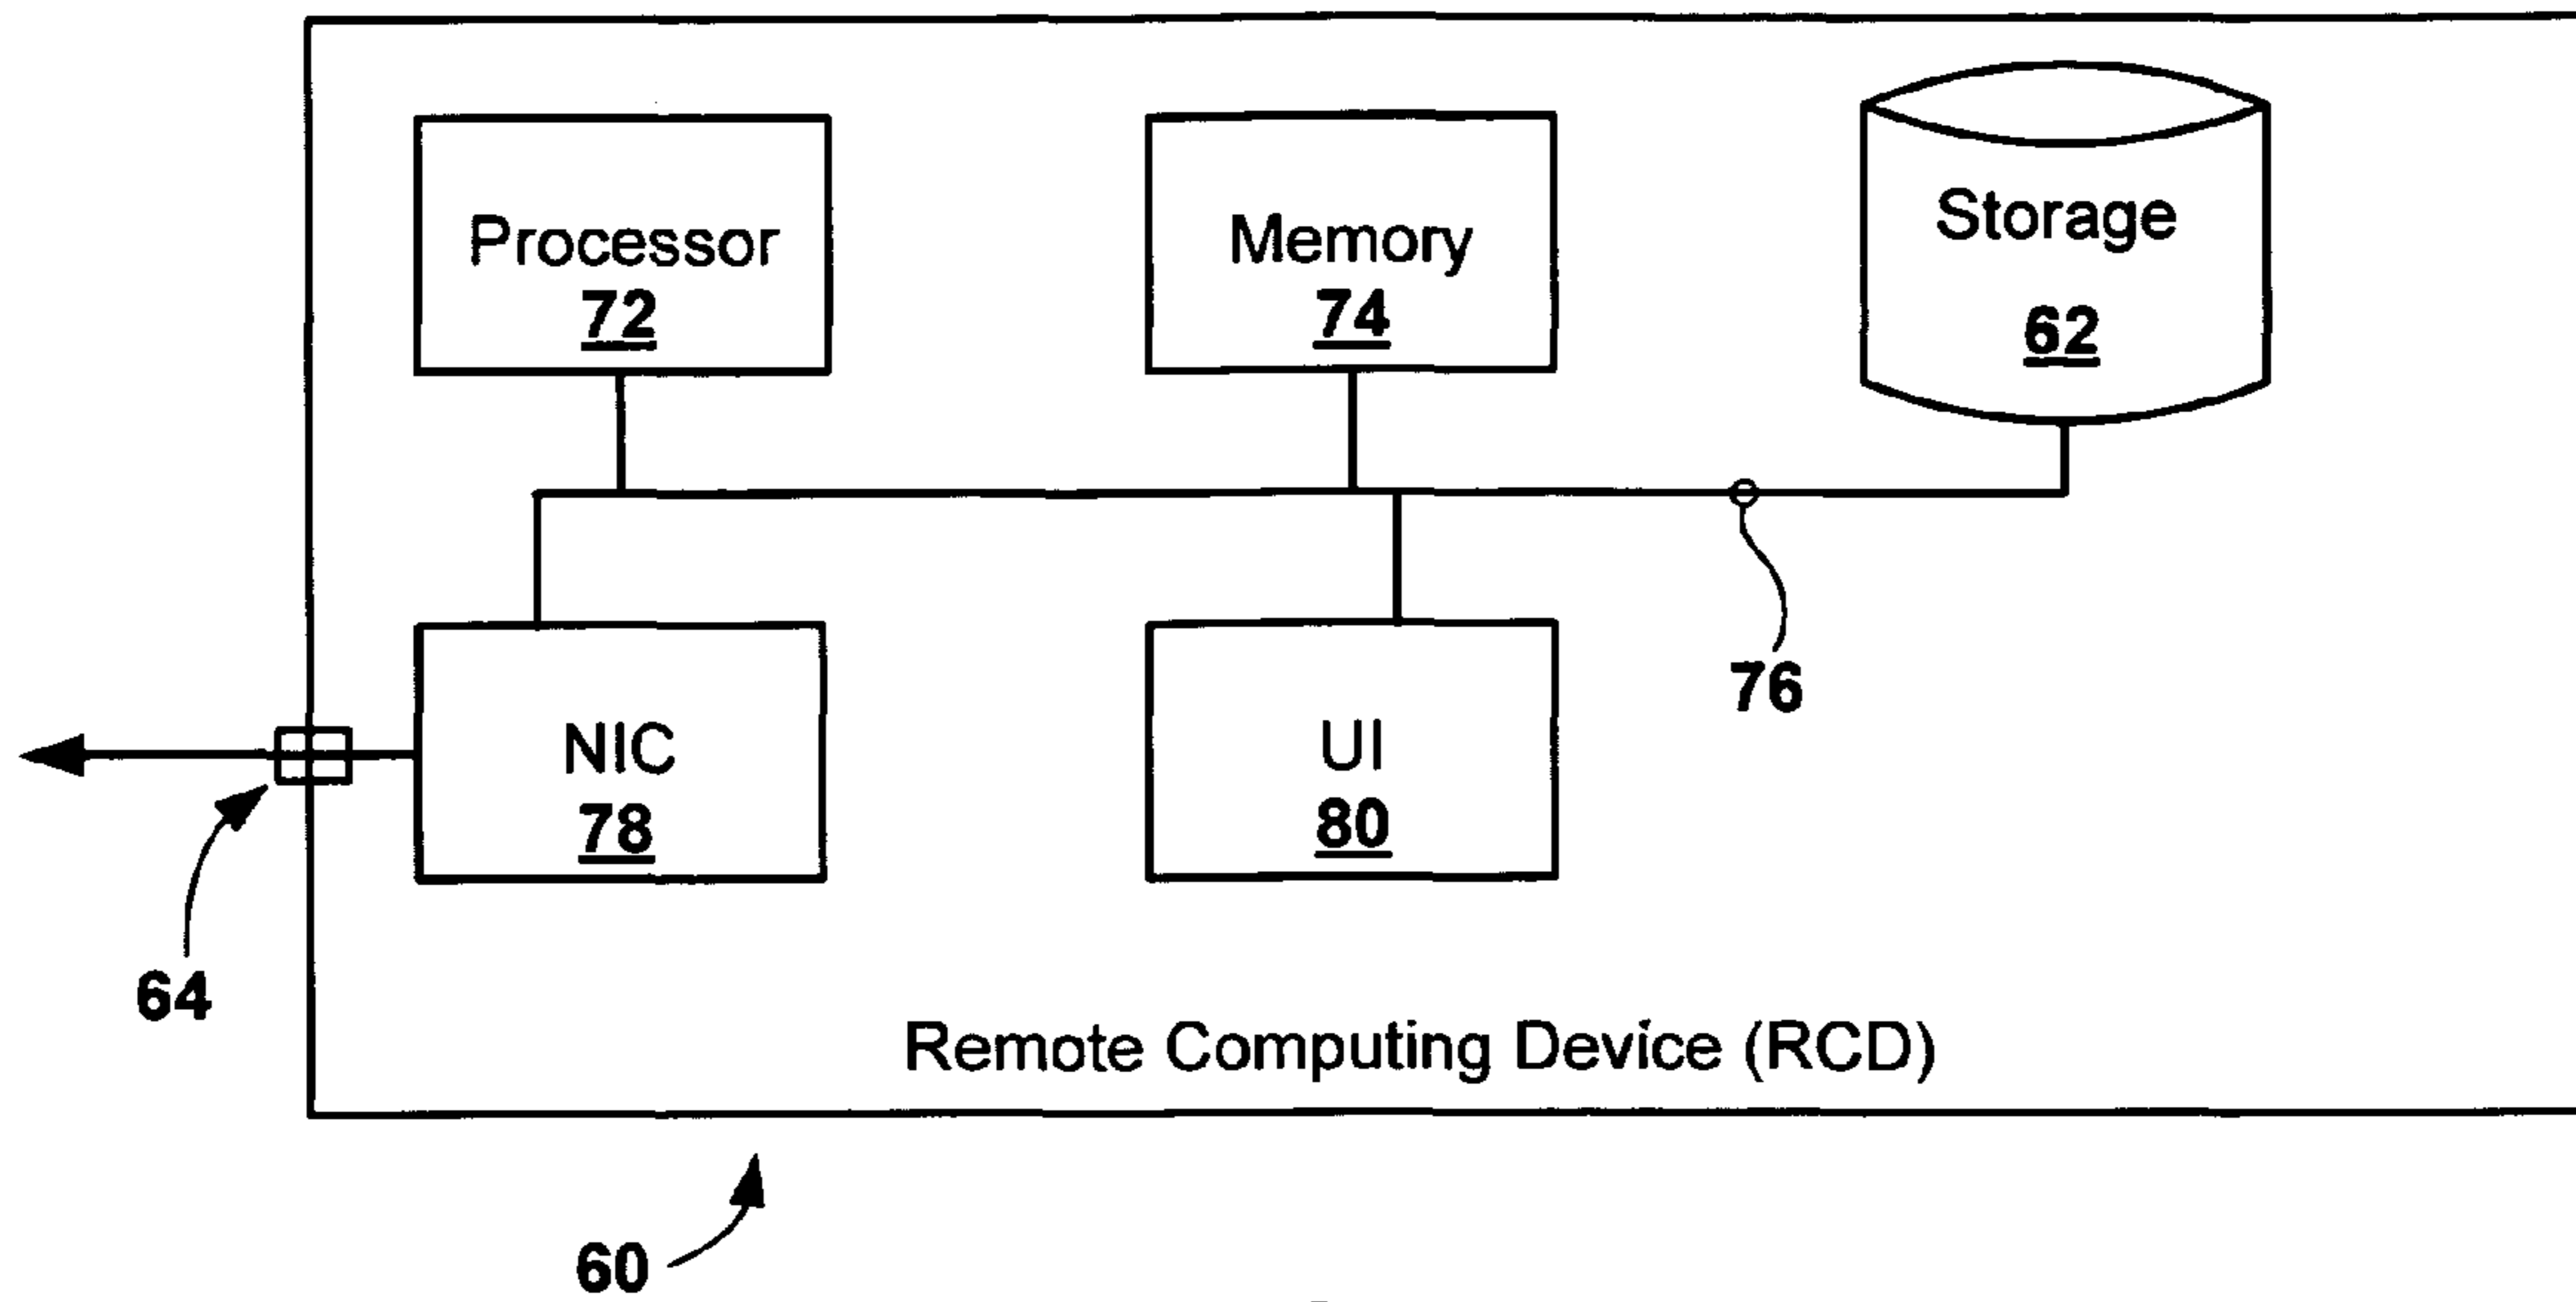 Processor
72
Memory
74
Storage
62
76
NIC
78
UI
80
64
Remote Computing Device (RCD)
60